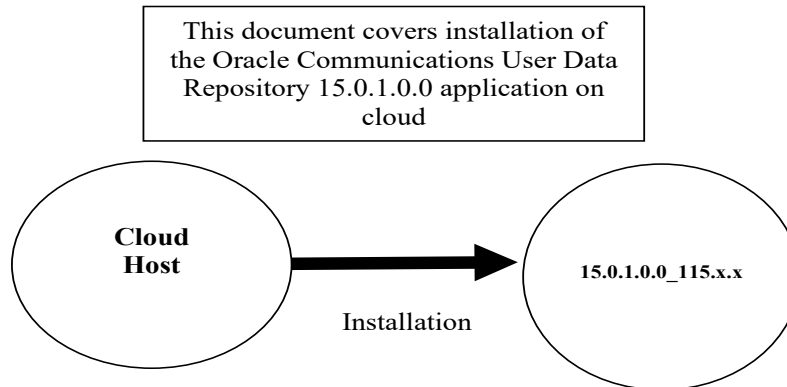 This document covers installation of
the Oracle Communications User Data
Repository 15.0.1.0.0 application on
cloud
Cloud
Host
15.0.1.0.0_115.x.x
Installation